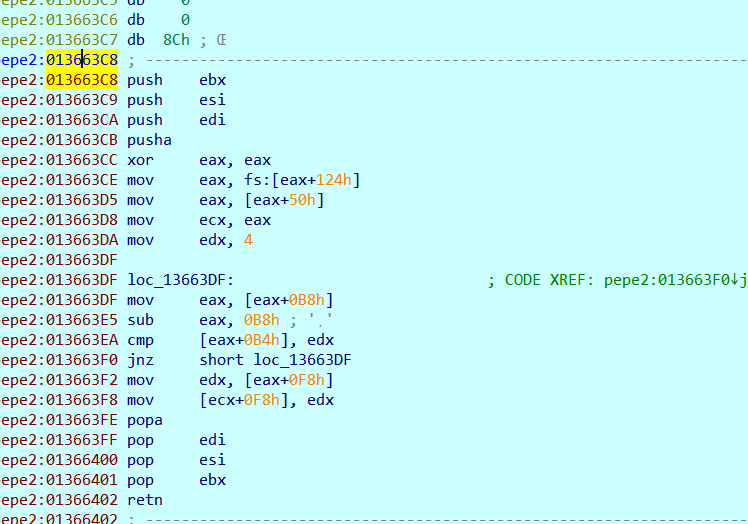 epe2:013663C5 db    0
epe2:013663C6 db    0
epe2:013663C7 db  8Ch ; Œ
epe2:013663C8 ; ---------------------------------------------------------------
epe2:013663C8 push    ebx
epe2:013663C9 push    esi
epe2:013663CA push    edi
epe2:013663CB pusha
epe2:013663CC xor     eax, eax
epe2:013663CE mov     eax, fs:[eax+124h]
epe2:013663D5 mov     eax, [eax+50h]
epe2:013663D8 mov     ecx, eax
epe2:013663DA mov     edx, 4
epe2:013663DF
epe2:013663DF loc_13663DF:                            ; CODE XREF: pepe2:013663F0↓j
epe2:013663DF mov     eax, [eax+0B8h]
epe2:013663E5 sub     eax, 0B8h ; '¸'
epe2:013663EA cmp     [eax+0B4h], edx
epe2:013663F0 jnz     short loc_13663DF
epe2:013663F2 mov     edx, [eax+0F8h]
epe2:013663F8 mov     [ecx+0F8h], edx
epe2:013663FE popa
epe2:013663FF pop     edi
epe2:01366400 pop     esi
epe2:01366401 pop     ebx
epe2:01366402 retn
epe2:01366402 ; ---------------------------------------------------------------